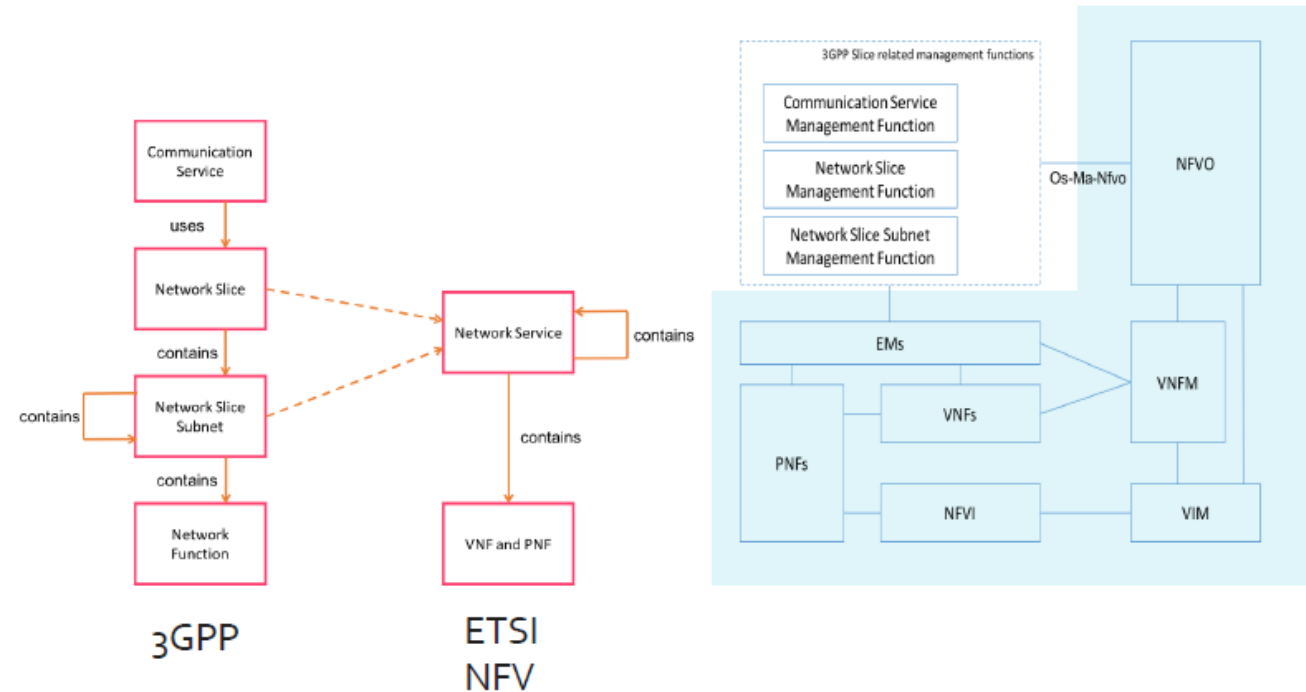 Communication
Service
uses
Network Slice
contains
contains
Network Slice
Subnet
contains
Network
Function
3GPP
Network Service
contains
contains
VNF and PNF
ETSI
NFV
3GPP Slice related management functions
Communication Service
Management Function
Network Slice
Management Function
Network Slice Subnet
Management Function
Os-Ma-Nfvo
NFVO
EMs
VNFM
VNFs
PNFs
NFVI
VIM